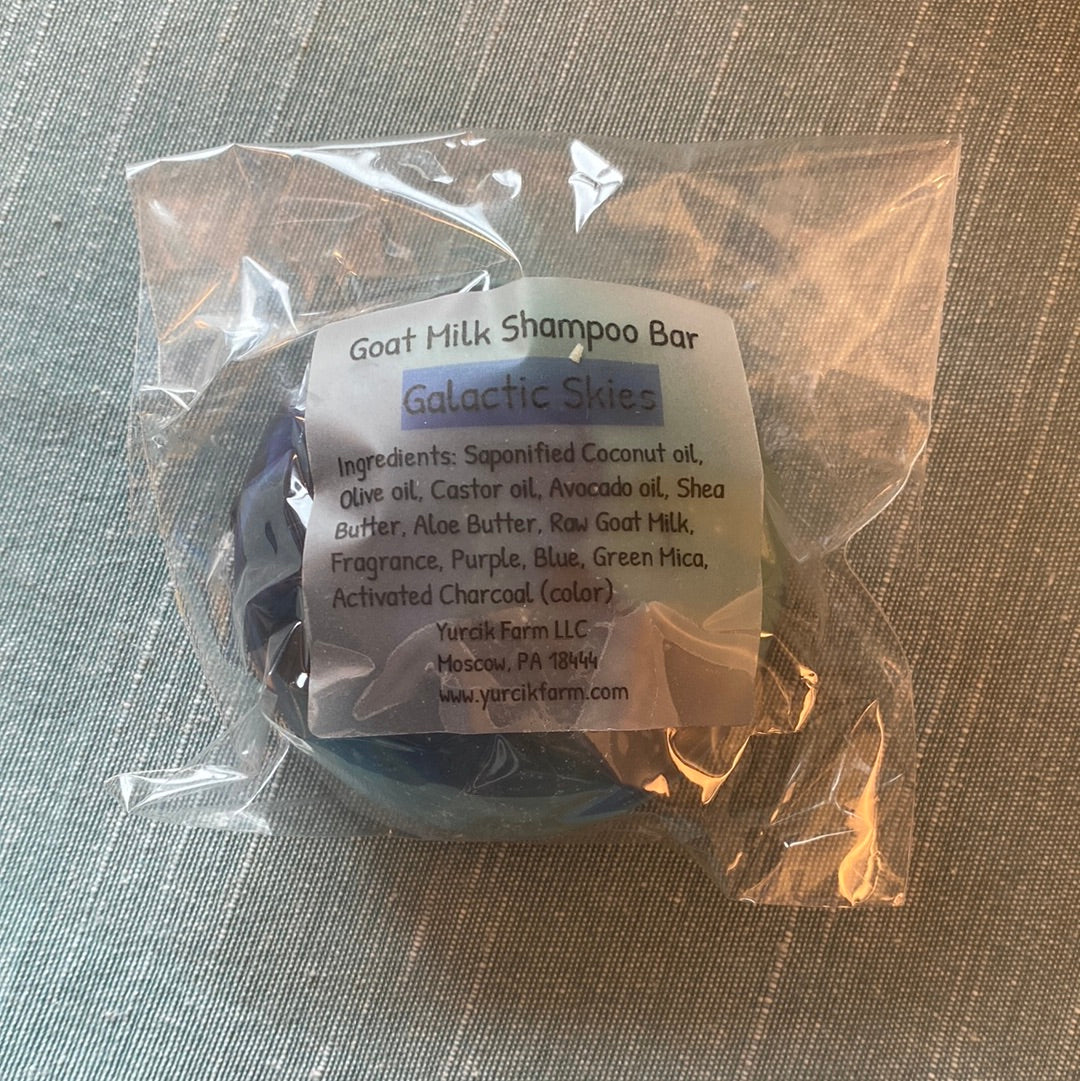 Goat Milk Shampoo Bar
Galactic Skies
Ingredients: Saponified Coconut oil,
Olive oil, Castor oil, Avocado oil, Shea
Butter, Aloe Butter, Raw Goat Milk,
Fragrance, Purple, Blue, Green Mica,
Activated Charcoal (color)
Yurcik Farm LLC
Moscow, PA 18444
www.yurcikfarm.com